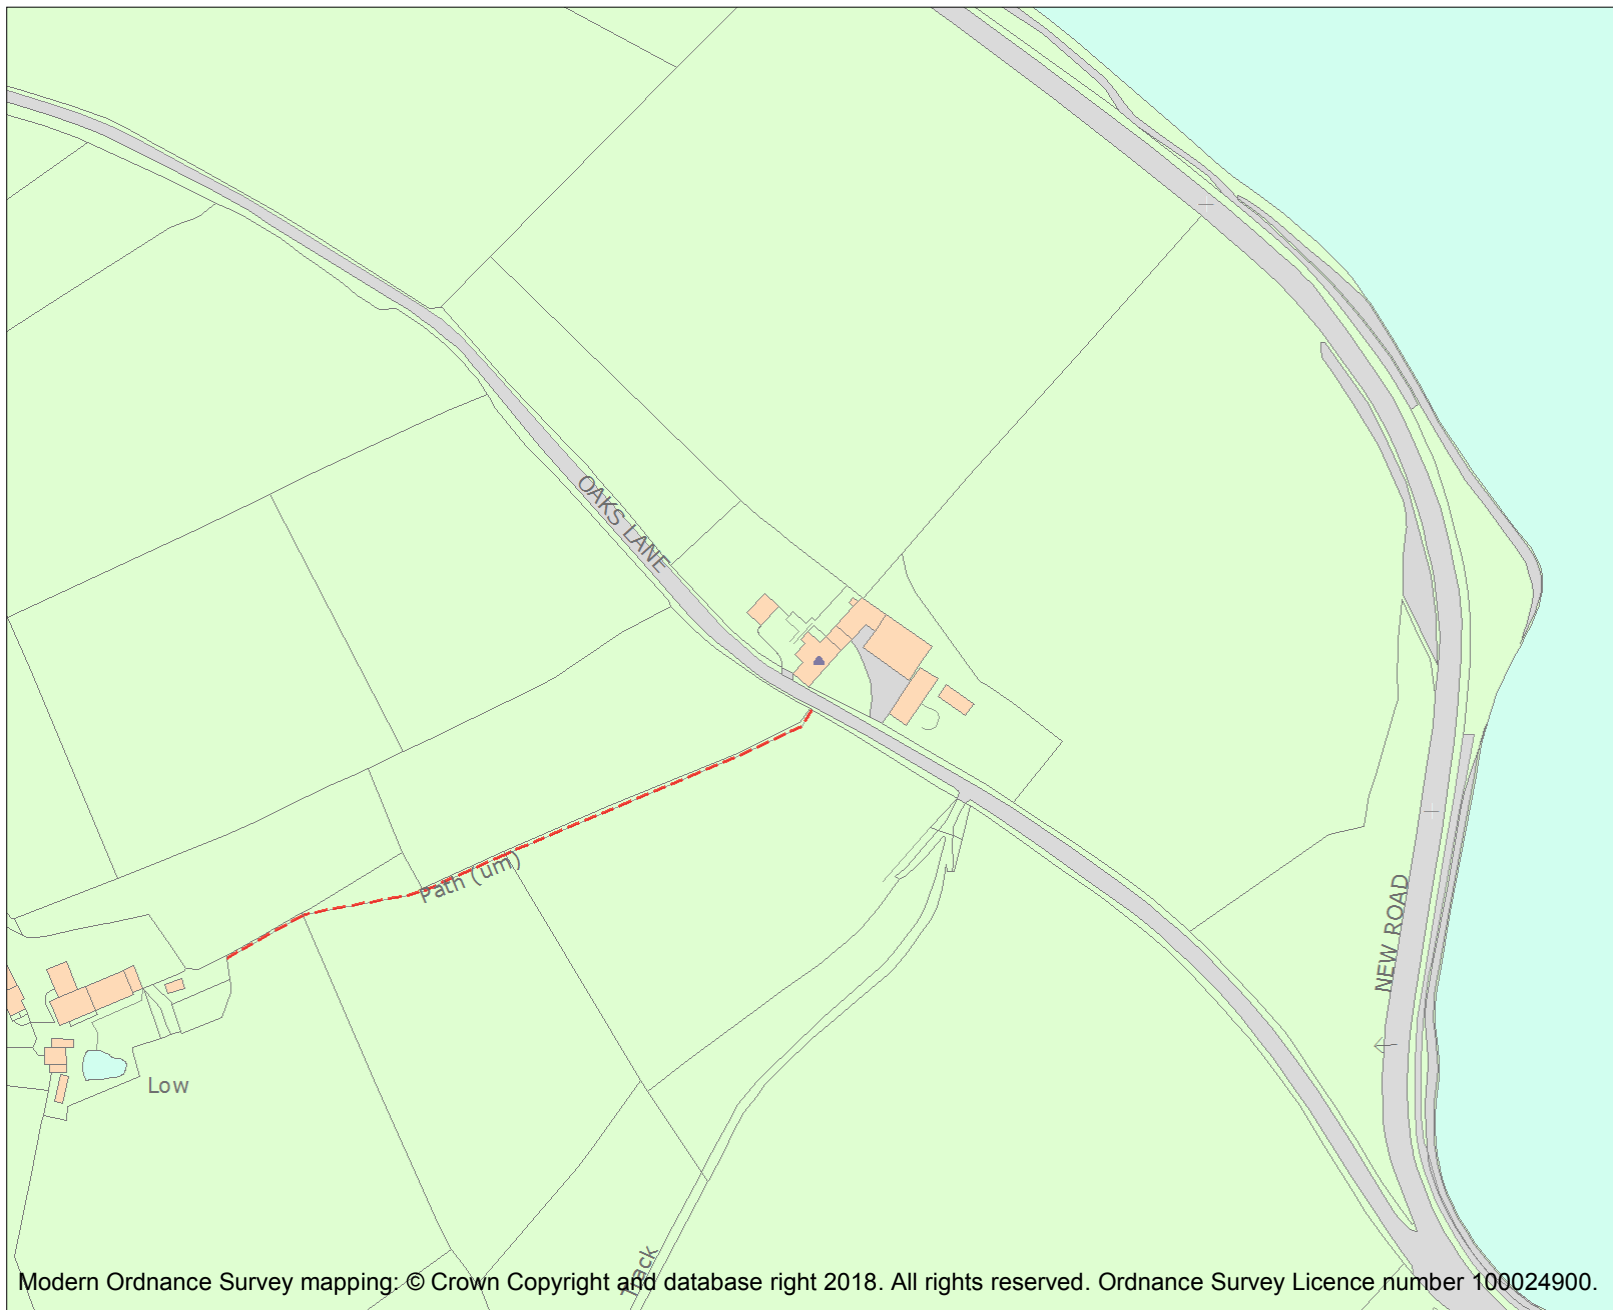 OAKS LANE
Path (um)
NEW ROAD
Low
Track
Modern Ordnance Survey mapping: © Crown Copyright and database right 2018. All rights reserved. Ordnance Survey Licence number 100024900.